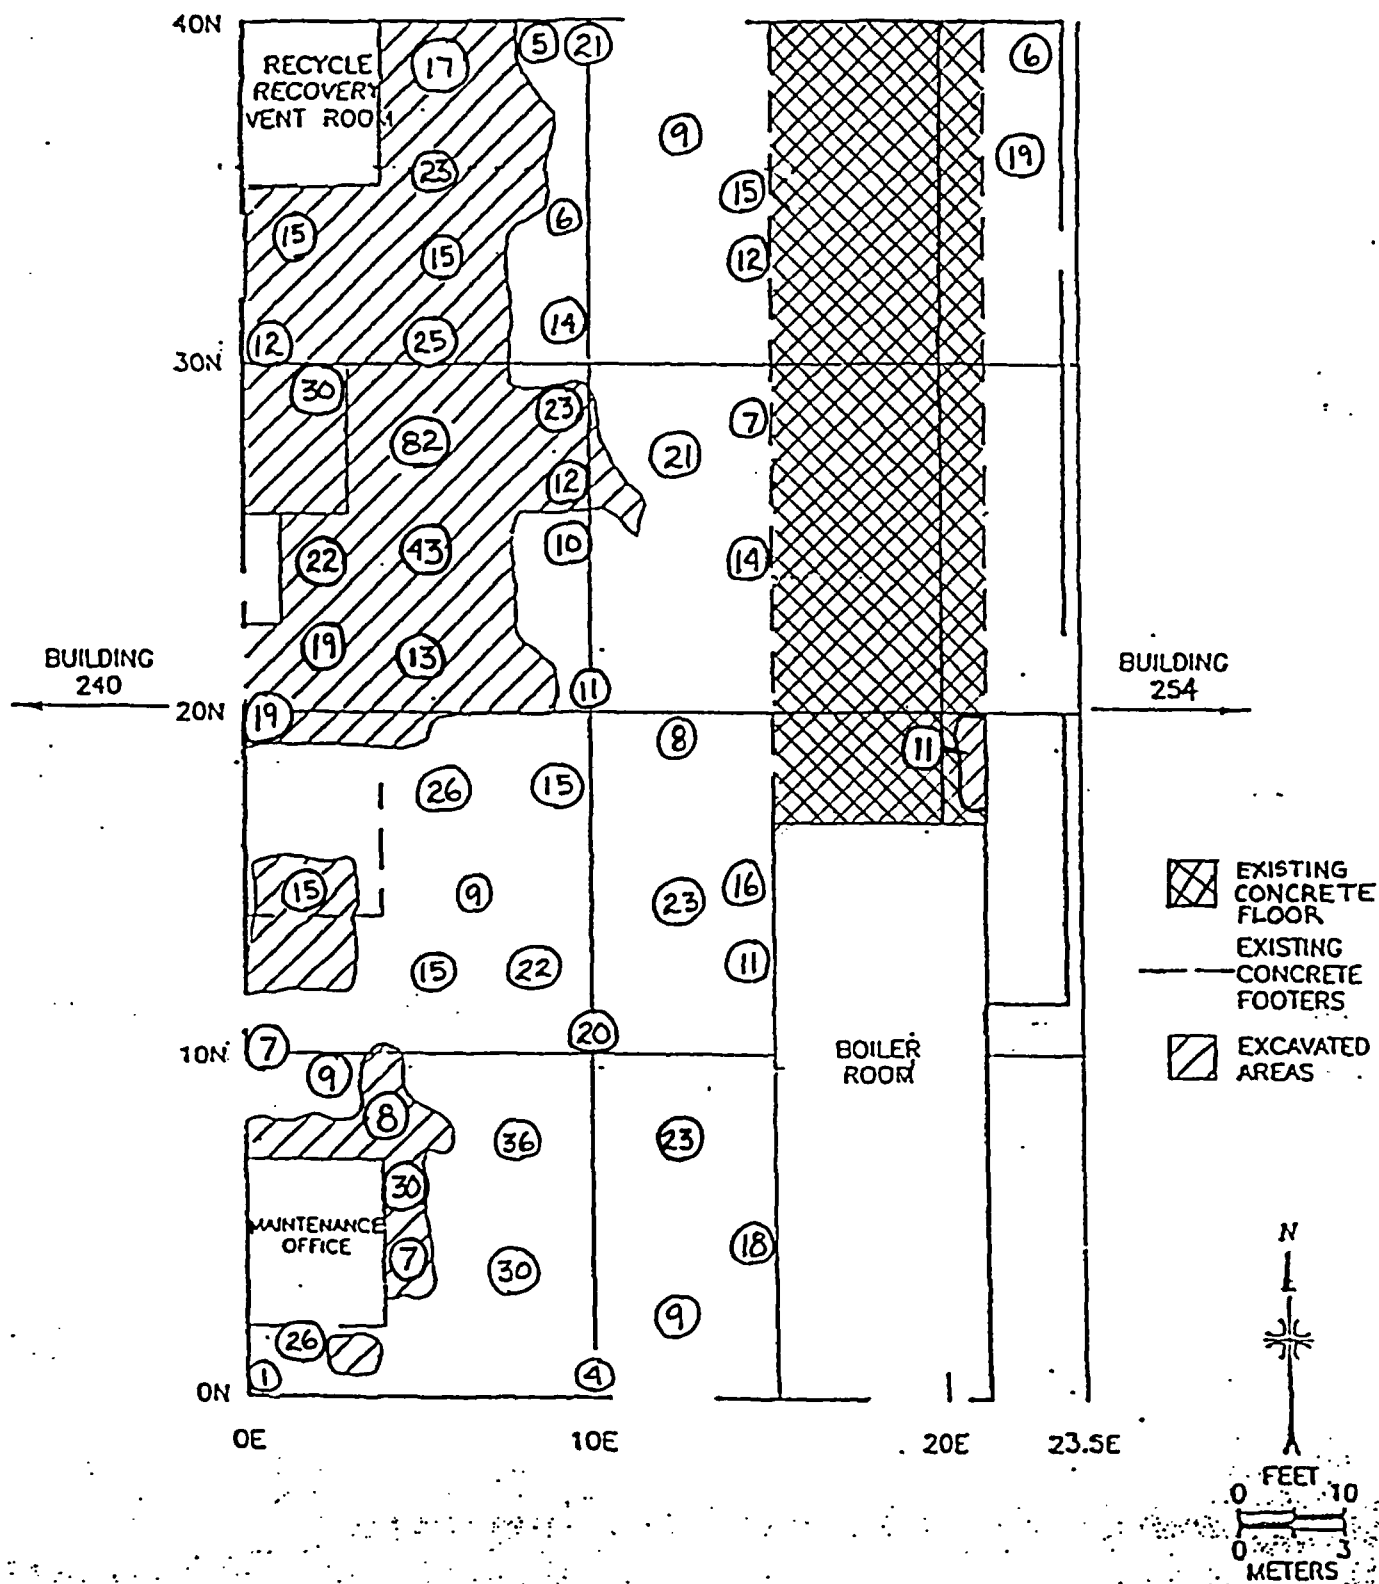 40N
RECYCLE
RECOVERY
VENT ROOM
17
5
21
6
9
23
19
15
6
15
15
12
14
12
25
30N
30
23
7
82
21
12
22
43
10
14
19
13
BUILDING
240
BUILDING
254
20N
19
11
8
11
26
15
EXISTING
CONCRETE
FLOOR
15
9
23
16
EXISTING
CONCRETE
FOOTERS
15
22
11
20
10N
7
9
BOILER
ROOM
EXCAVATED
AREAS
8
36
23
30
MAINTENANCE
OFFICE
7
30
18
9
26
1
4
0N
0E
10E
20E
23.5E
N
FEET
0 10
0 3
METERS